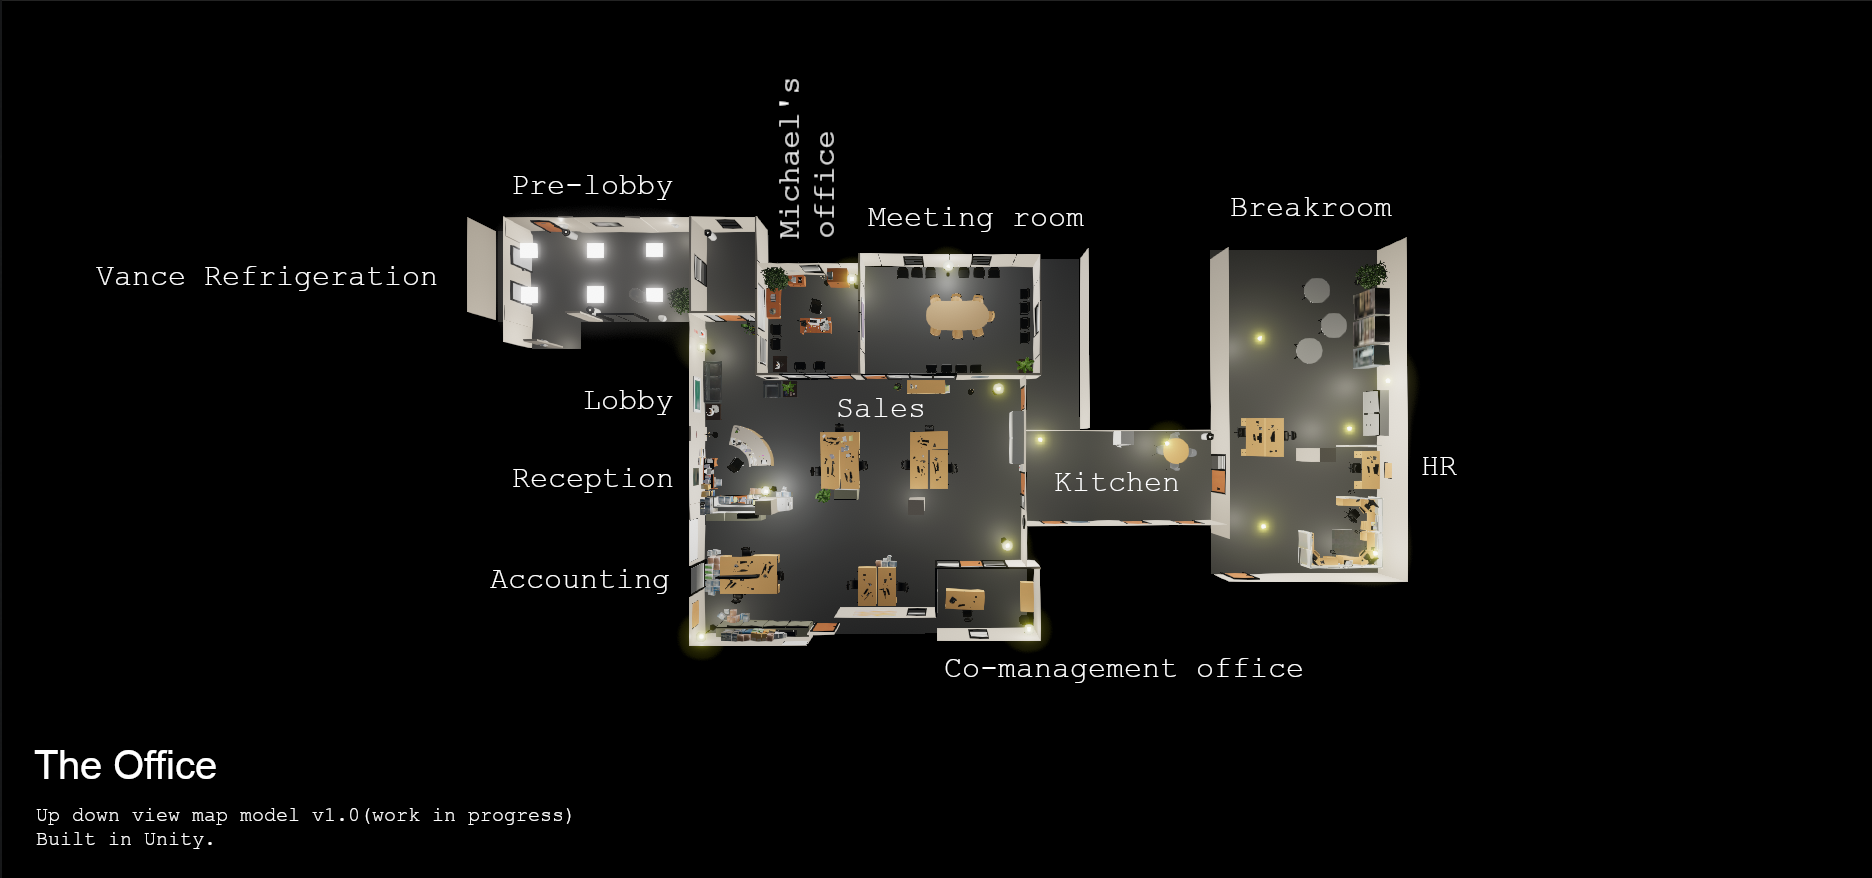 Michael's
office
Pre-lobby
Meeting room
Breakroom
Vance Refrigeration
Lobby
Sales
Reception
Kitchen
HR
Accounting
Co-management office
The Office
Up down view map model v1.0(work in progress)
Built in Unity.